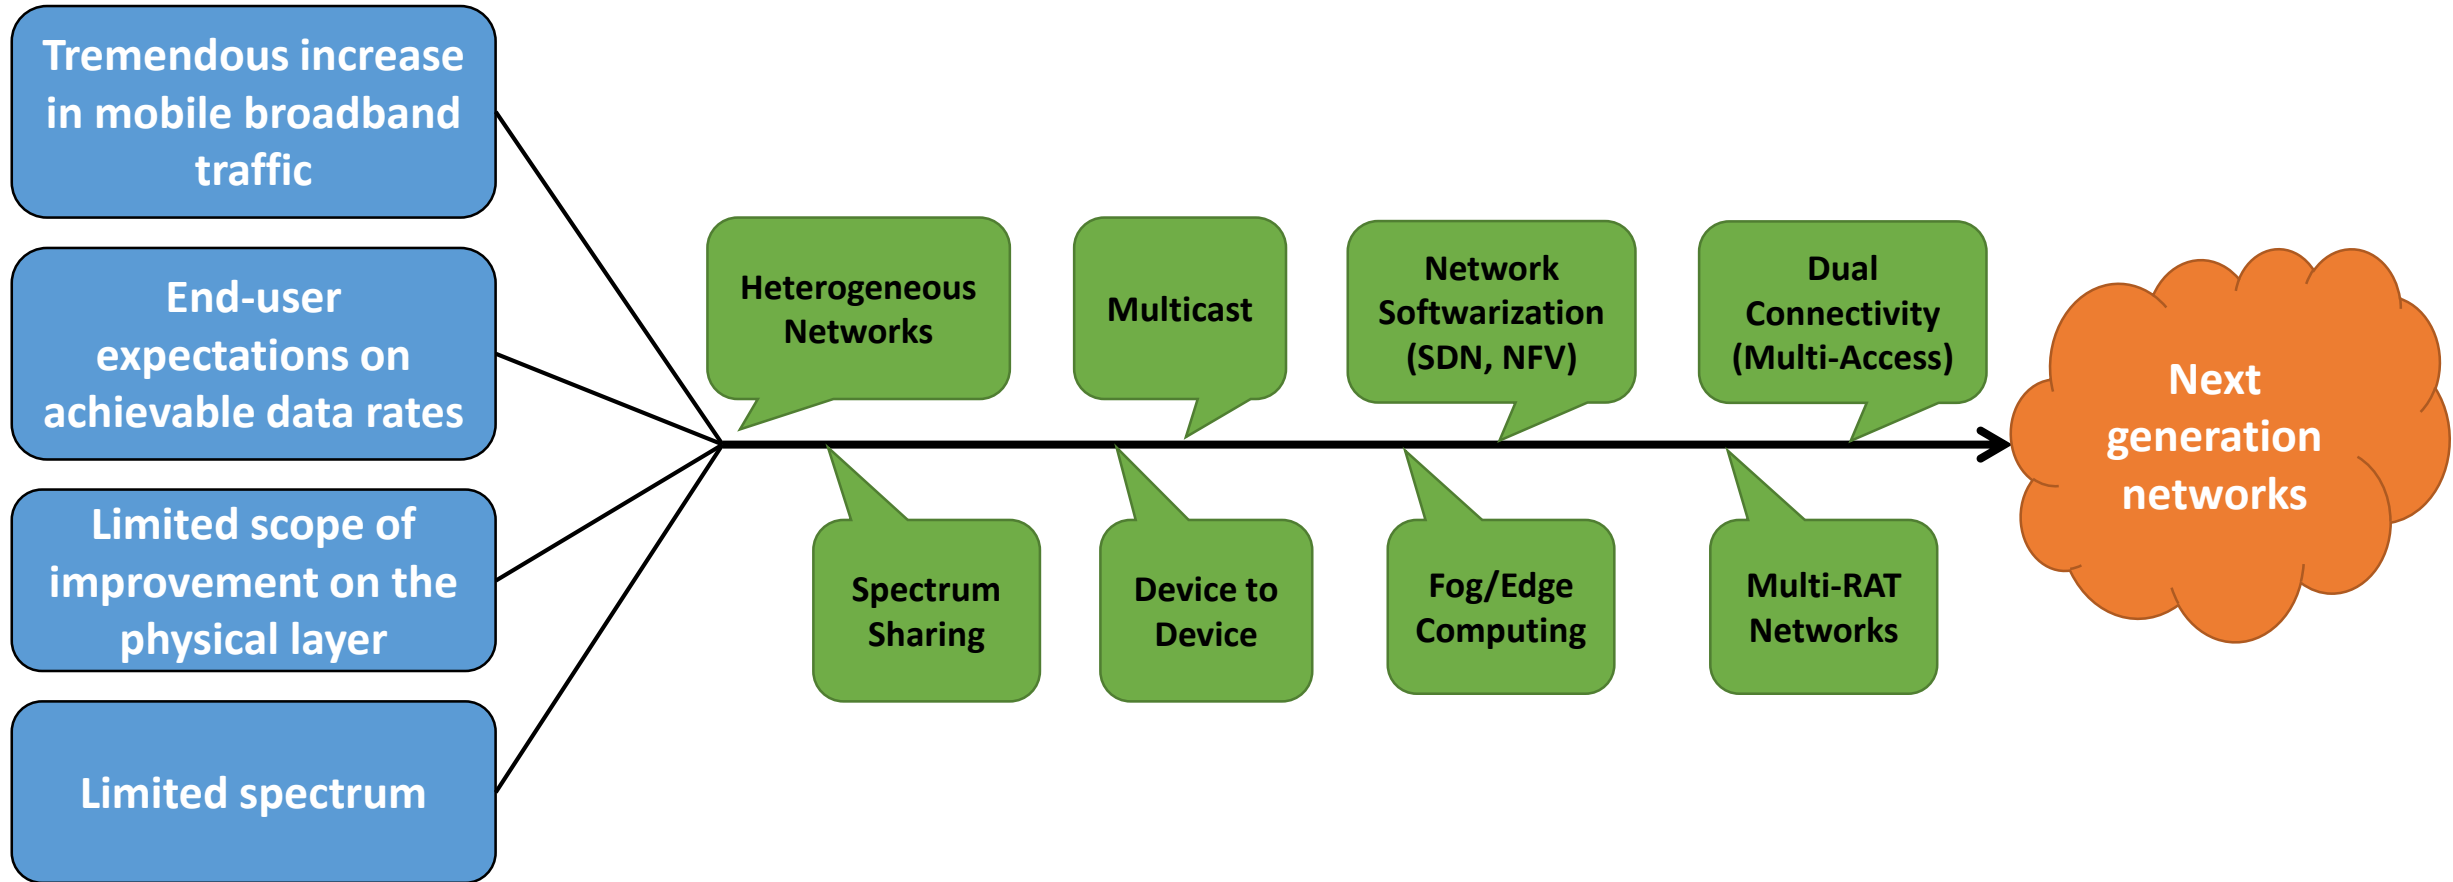 Tremendous increase
in mobile broadband
traffic
End-user
expectations on
achievable data rates
Limited scope of
improvement on the
physical layer
Limited spectrum
Heterogeneous
Networks
Multicast
Network
Softwarization
(SDN, NFV)
Dual
Connectivity
(Multi-Access)
Spectrum
Sharing
Device to
Device
Fog/Edge
Computing
Multi-RAT
Networks
Next
generation
networks